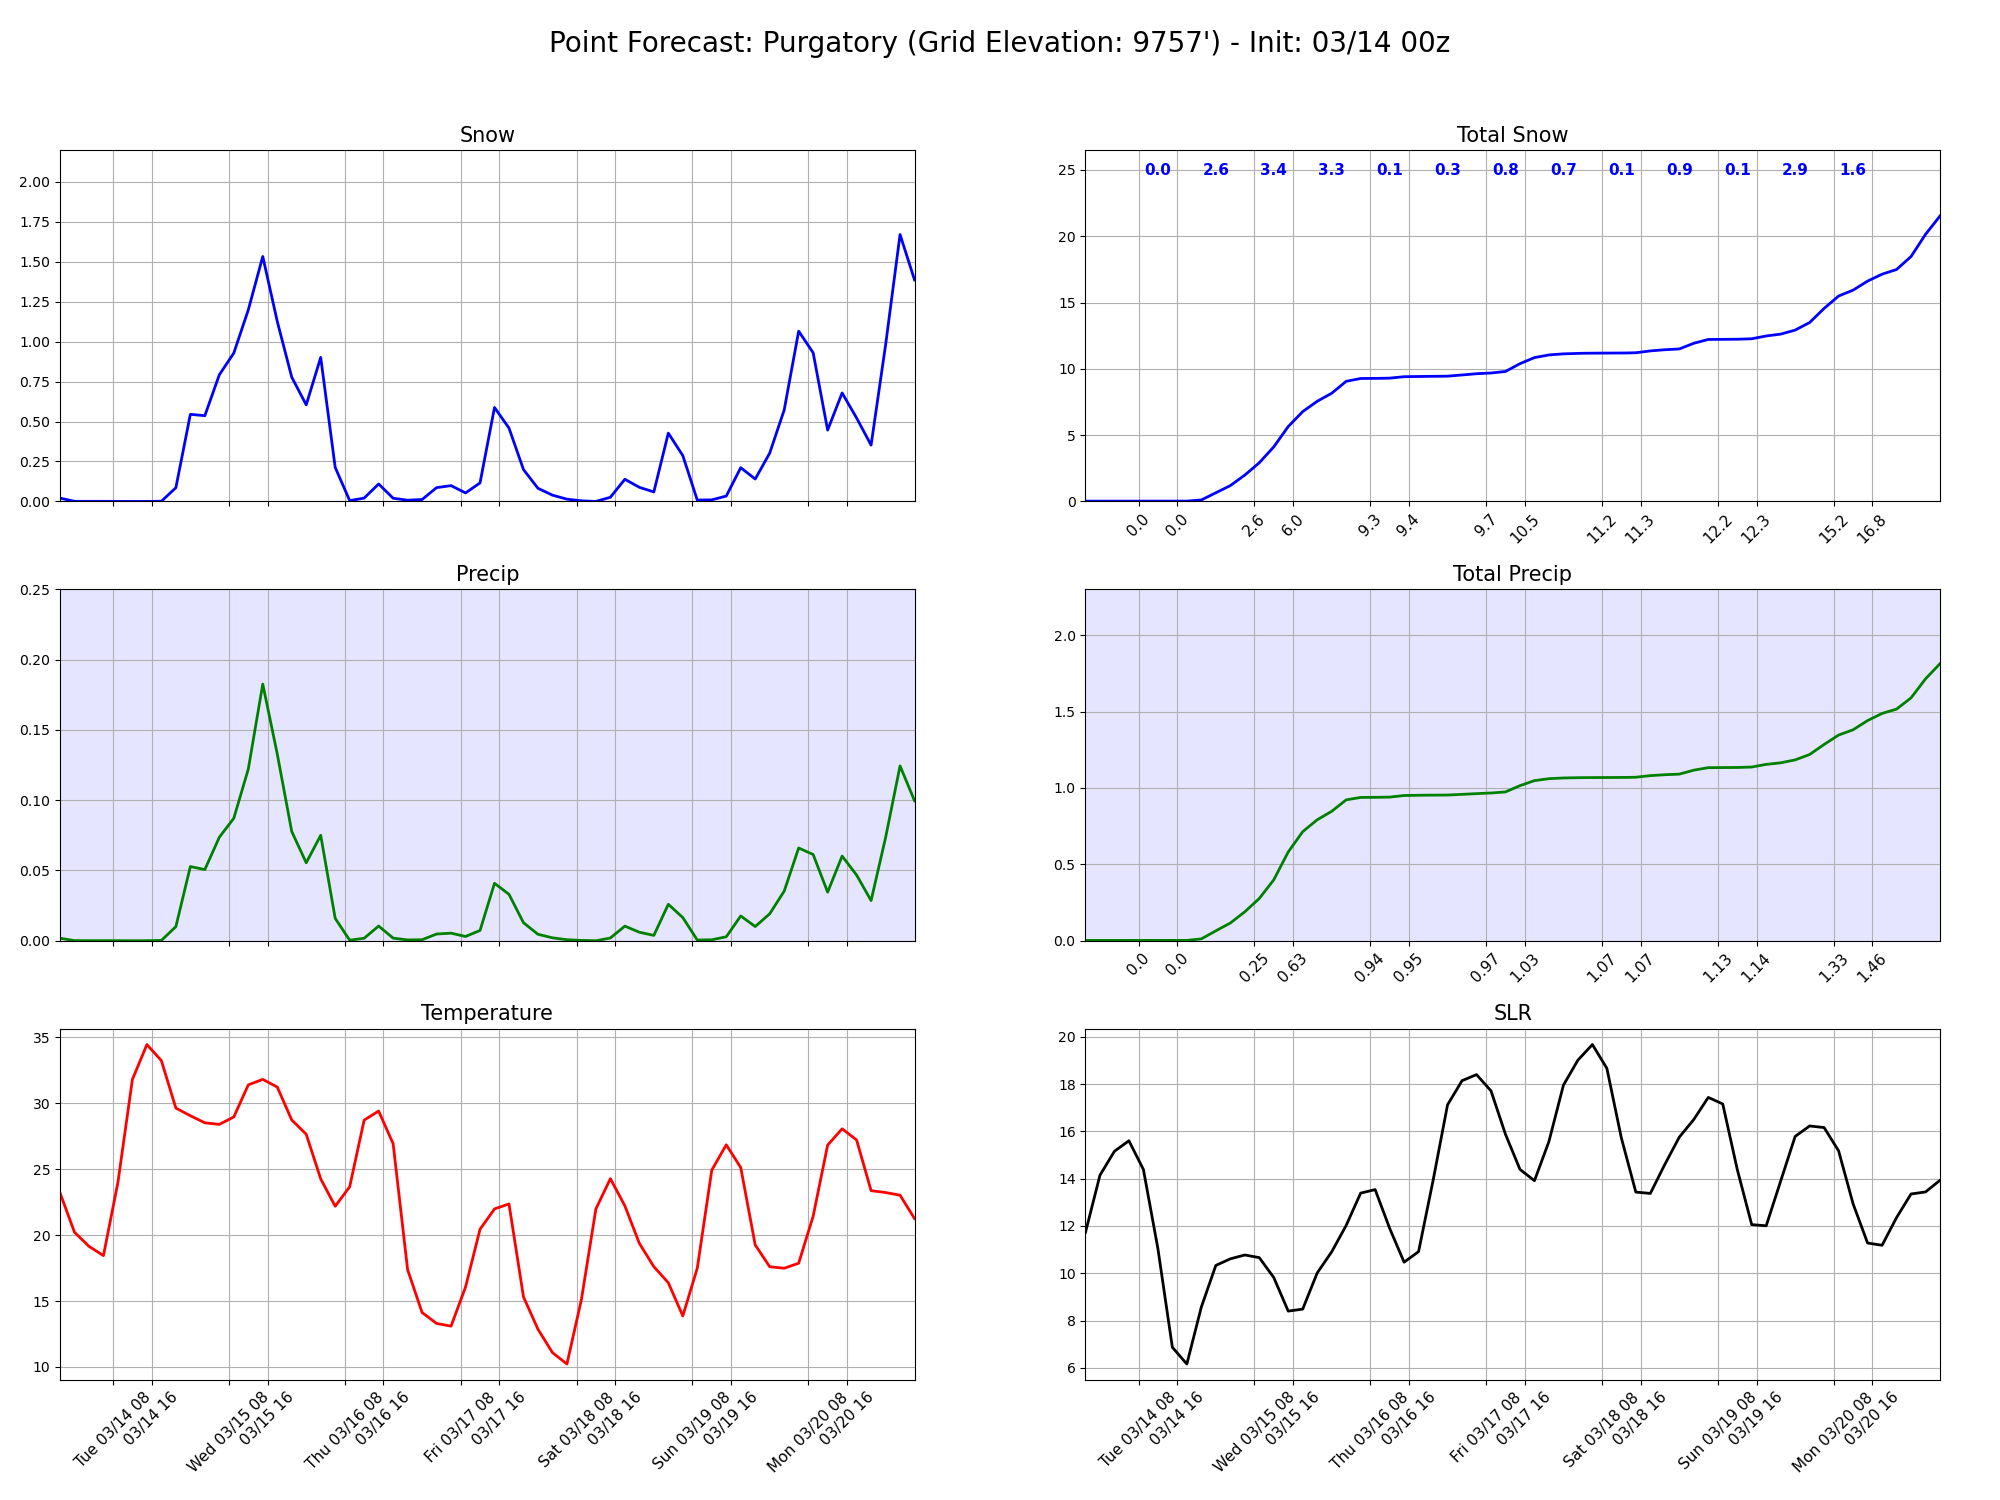 Point Forecast: Purgatory (Grid Elevation: 9757') - Init: 03/14 00z
Snow
2.00
1.75
1.50
1.25
1.00
0.75
0.50
0.25
0.00
Total Snow
0.0 2.6 3.4 3.3 0.1 0.3 0.8 0.7 0.1 0.9 0.1 2.9 1.6
25
20
15
10
5
0
0.0 0.0 2.6 6.0 9.3 9.4 9.7 10.5 11.2 11.3 12.2 12.3 15.2 16.8
Precip
0.25
0.20
0.15
0.10
0.05
0.00
Total Precip
2.0
1.5
1.0
0.5
0.0
0.0 0.0 0.25 0.63 0.94 0.95 0.97 1.03 1.07 1.07 1.13 1.14 1.33 1.46
Temperature
35
30
25
20
15
10
Tue 03/14 08
03/14 16
Wed 03/15 08
03/15 16
Thu 03/16 08
03/16 16
Fri 03/17 08
03/17 16
Sat 03/18 08
03/18 16
Sun 03/19 08
03/19 16
Mon 03/20 08
03/20 16
SLR
20
18
16
14
12
10
8
6
Tue 03/14 08
03/14 16
Wed 03/15 08
03/15 16
Thu 03/16 08
03/16 16
Fri 03/17 08
03/17 16
Sat 03/18 08
03/18 16
Sun 03/19 08
03/19 16
Mon 03/20 08
03/20 16